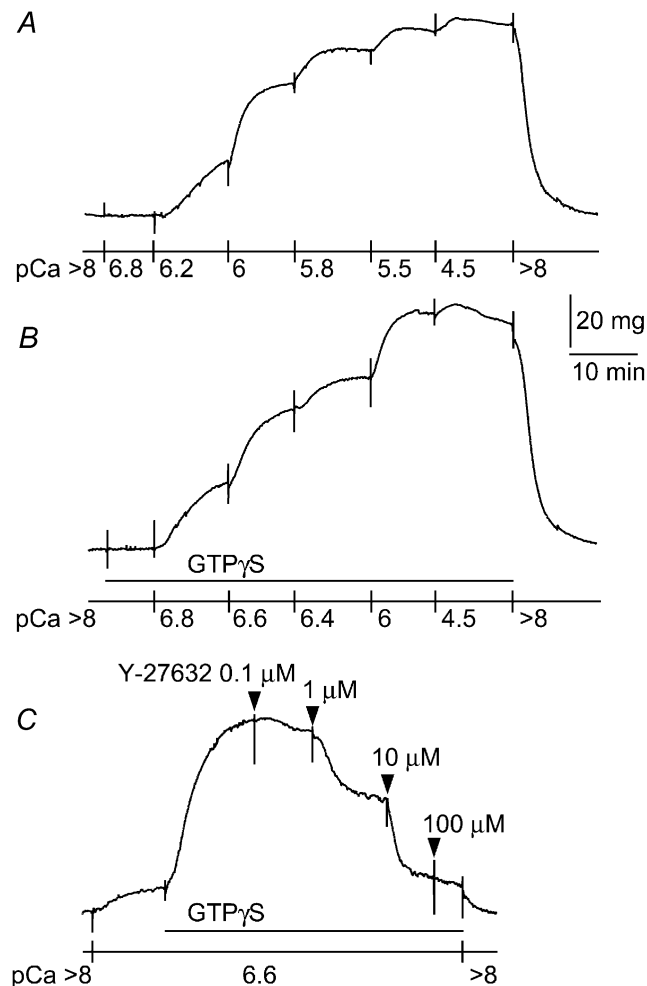 A
pCa >8 6.8 6.2 6 5.8 5.5 4.5 >8
B
20 mg
10 min
GTPγS
pCa >8 6.8 6.6 6.4 6 4.5 >8
Y-27632 0.1 μM
1 μM
C
10 μM
100 μM
GTPγS
pCa >8 6.6 >8